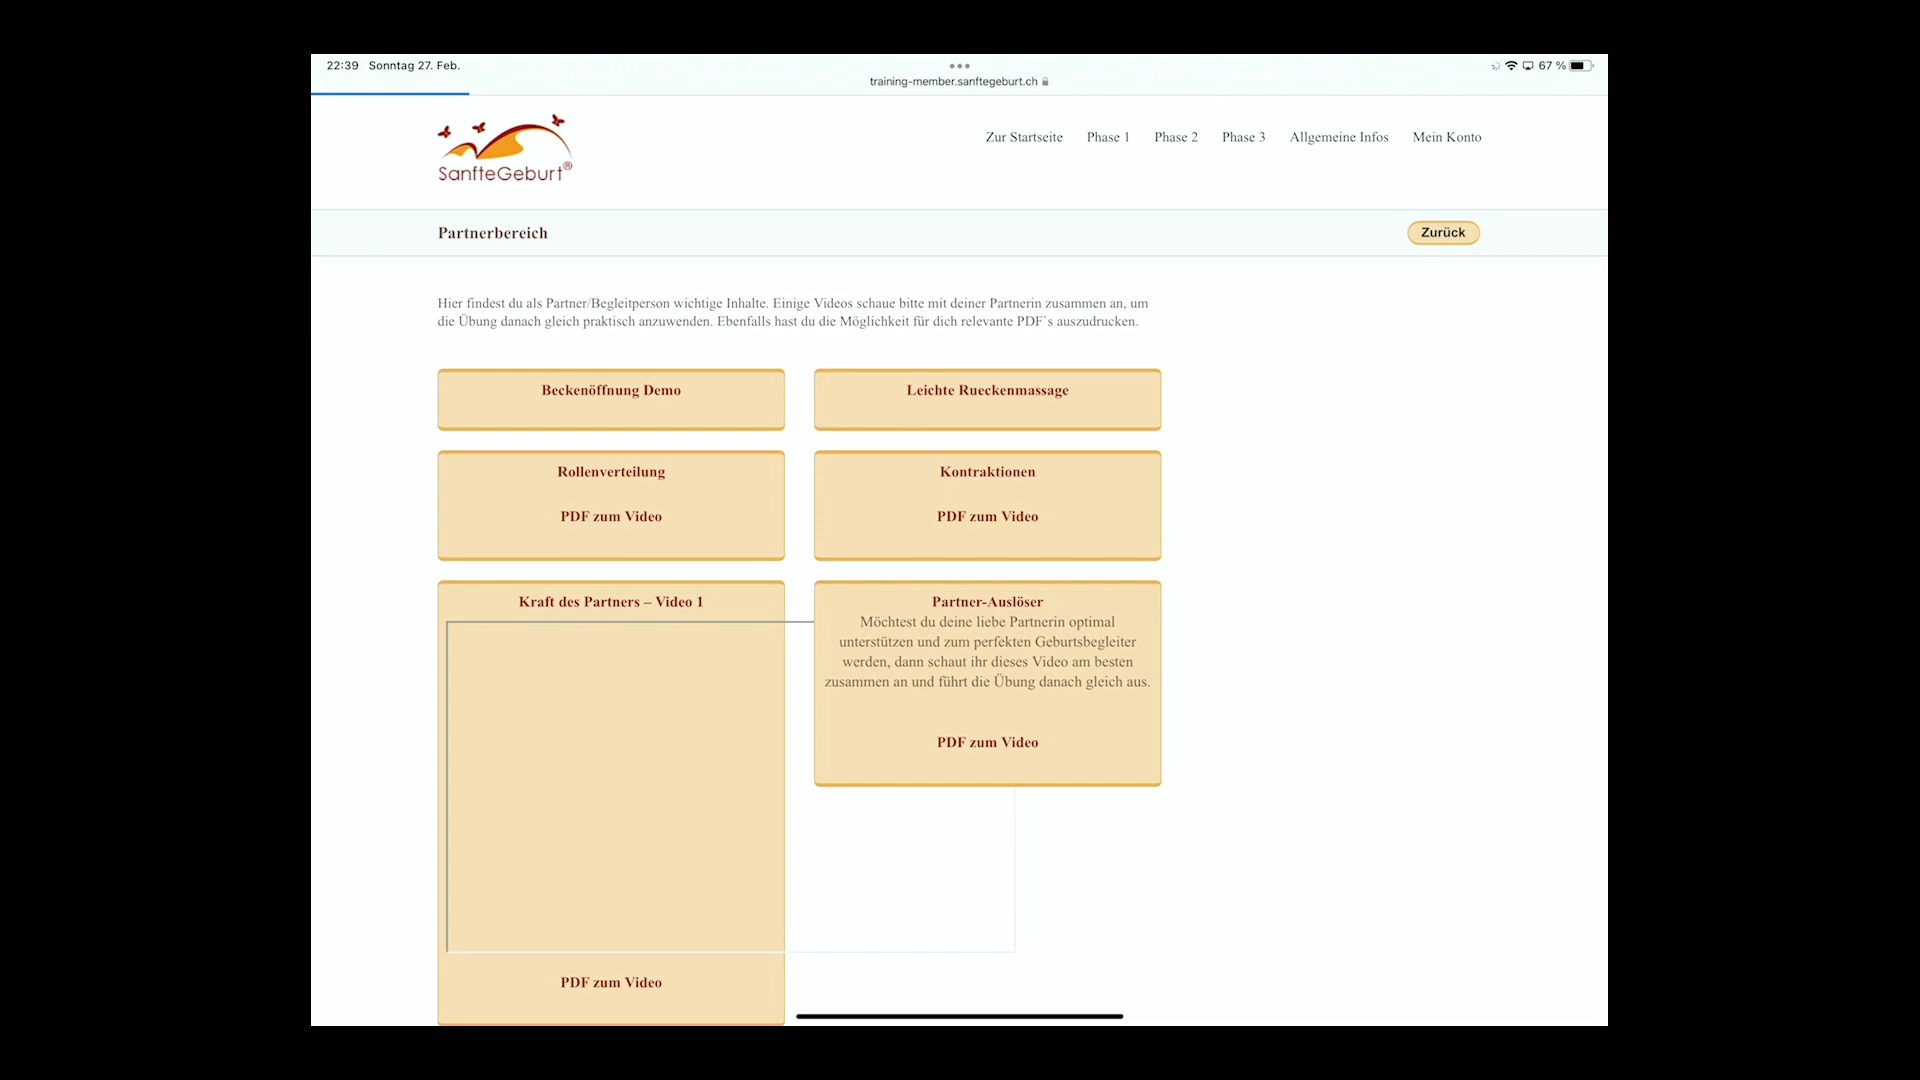 22:39 Sonntag 27. Feb.
67 %
training-member.sanftegeburt.ch
SanfteGeburt®
Zur Startseite Phase 1 Phase 2 Phase 3 Allgemeine Infos Mein Konto
Partnerbereich
Zurück
Hier findest du als Partner/Begleitperson wichtige Inhalte. Einige Videos schaue bitte mit deiner Partnerin zusammen an, um
die Übung danach gleich praktisch anzuwenden. Ebenfalls hast du die Möglichkeit für dich relevante PDF`s auszudrucken.
Beckenöffnung Demo
Leichte Rueckenmassage
Rollenverteilung
PDF zum Video
Kontraktionen
PDF zum Video
Kraft des Partners – Video 1
PDF zum Video
Partner-Auslöser
Möchtest du deine liebe Partnerin optimal
unterstützen und zum perfekten Geburtsbegleiter
werden, dann schaut ihr dieses Video am besten
zusammen an und führt die Übung danach gleich aus.
PDF zum Video